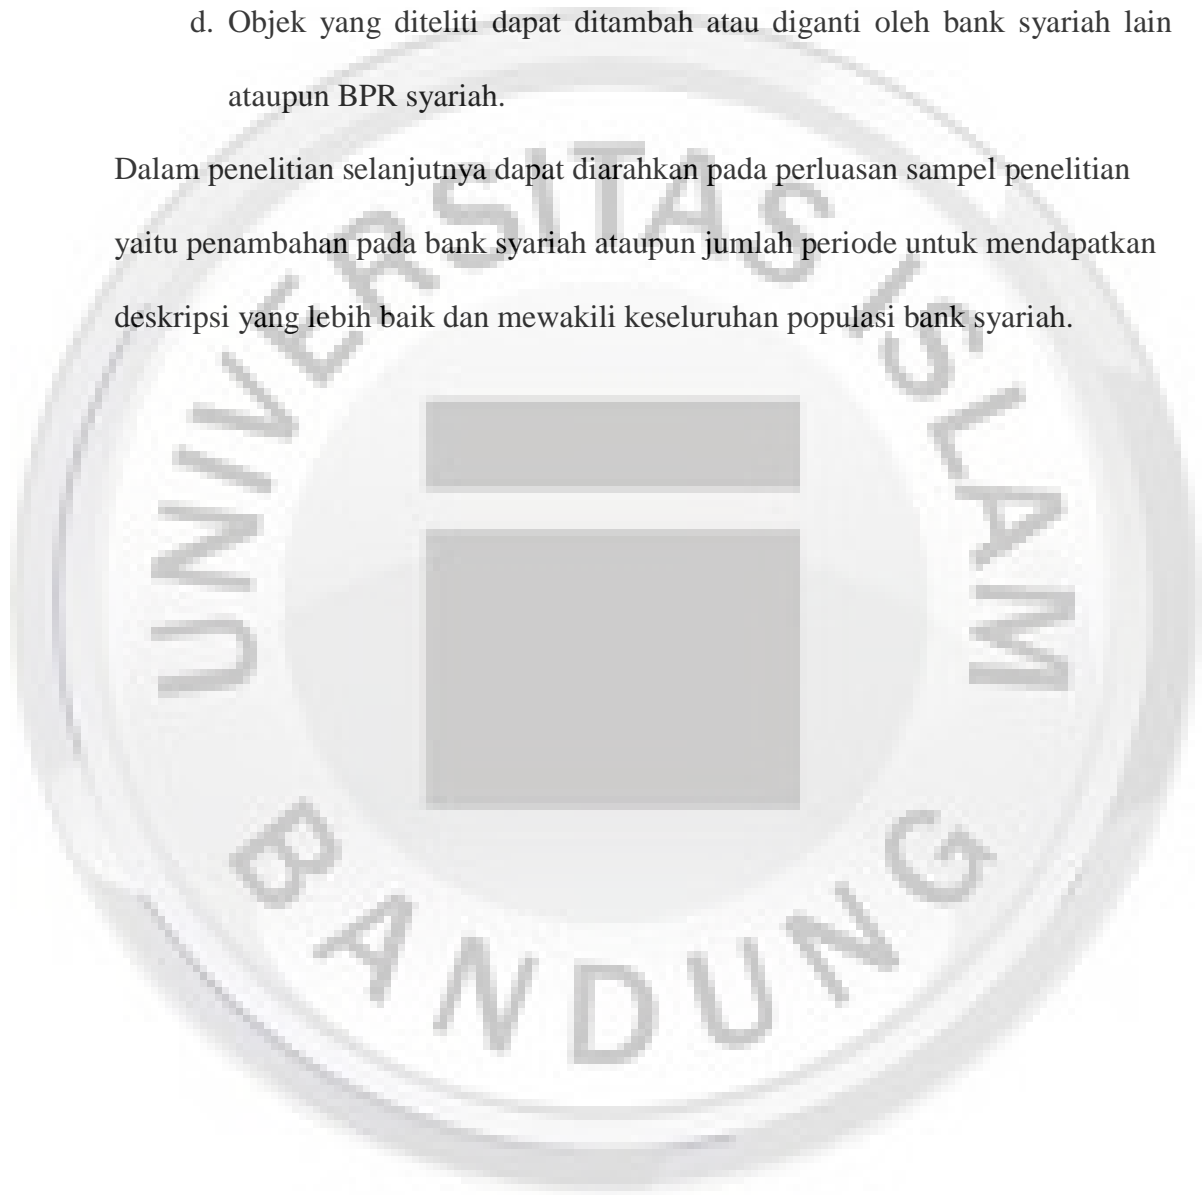 d. Objek yang diteliti dapat ditambah atau diganti oleh bank syariah lain
ataupun BPR syariah.
Dalam penelitian selanjutnya dapat diarahkan pada perluasan sampel penelitian
yaitu penambahan pada bank syariah ataupun jumlah periode untuk mendapatkan
deskripsi yang lebih baik dan mewakili keseluruhan populasi bank syariah.
UNIVERSITAS ISLAM
BANDUNG